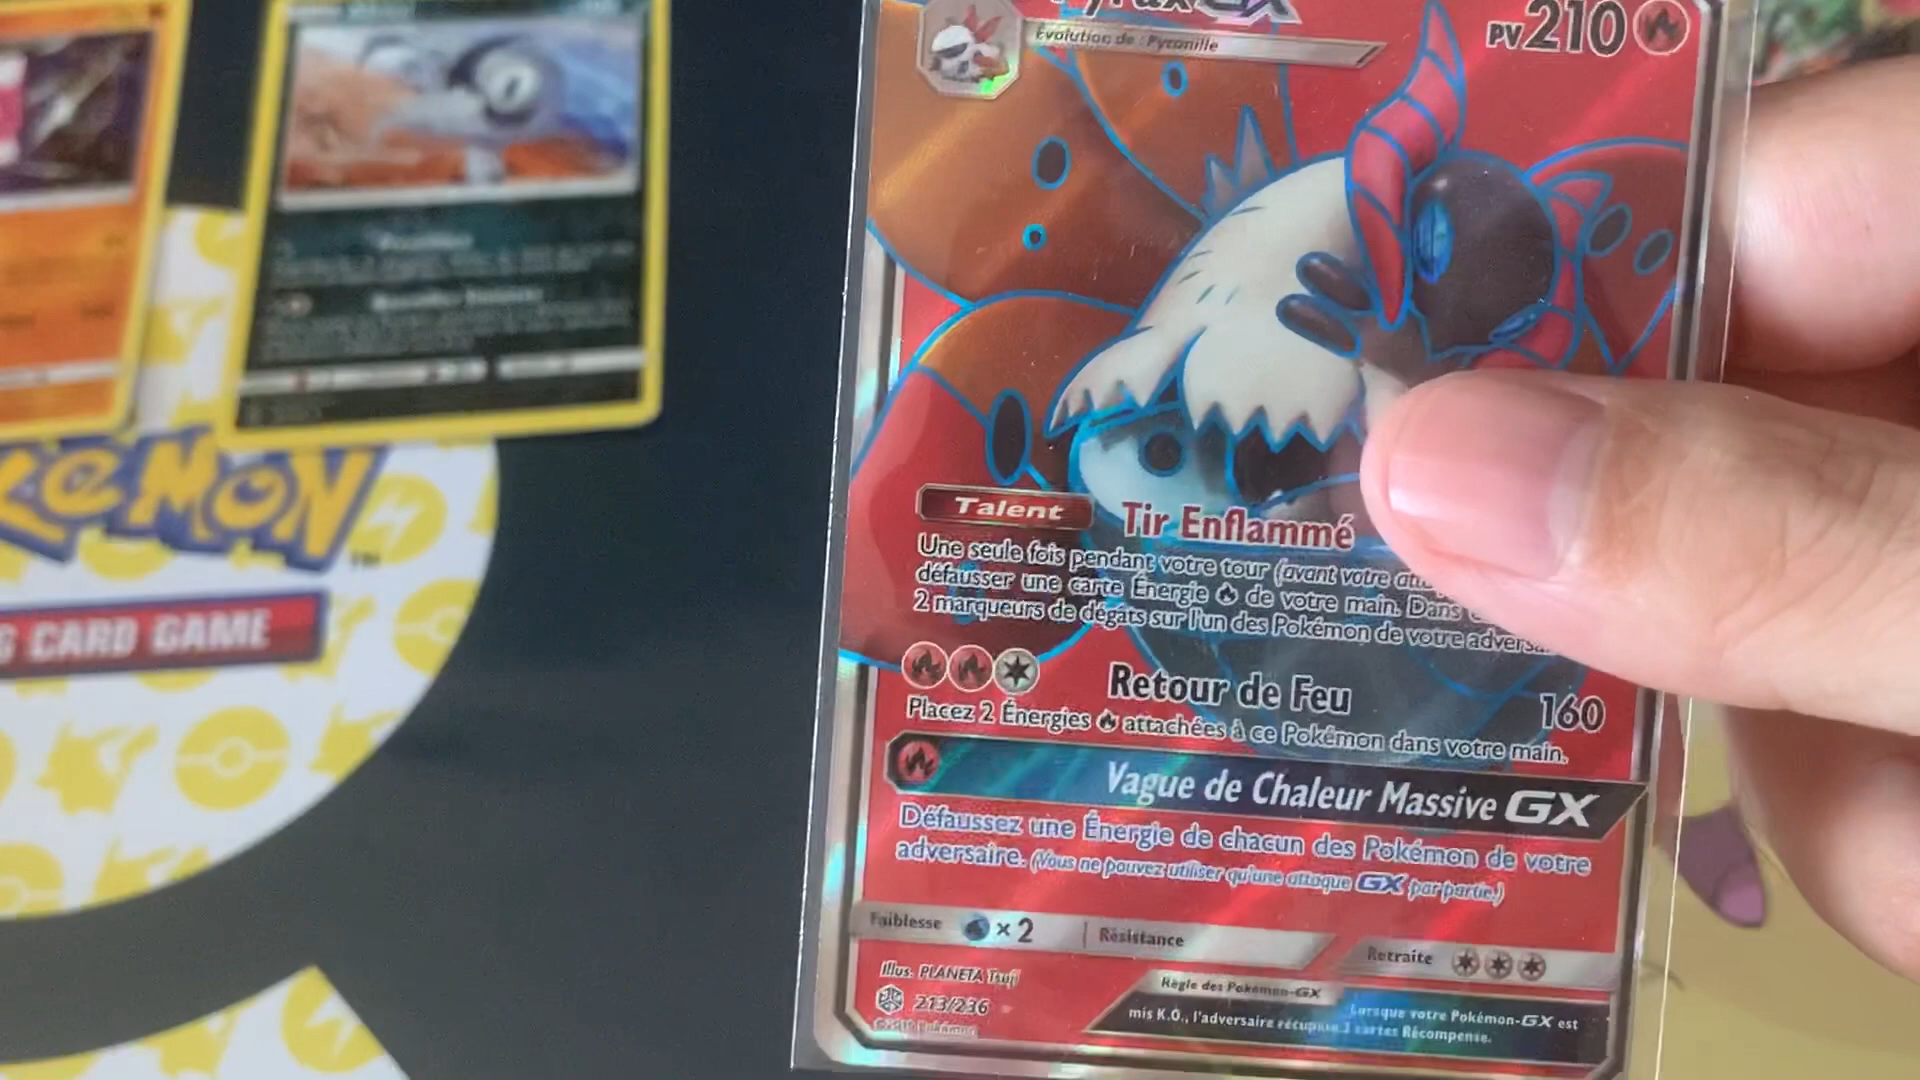 PyraxGX
PV210
Évolution de : Pyronille
Talent Tir Enflammé
Une seule fois pendant votre tour (avant votre
défausser une carte Énergie de votre main. Dans
2 marqueurs de dégâts sur l'un des Pokémon de votre
Retour de Feu 160
Placez 2 Énergies attachées à ce Pokémon dans votre main.
Vague de Chaleur Massive GX
Défaussez une Énergie de chacun des Pokémon de votre
adversaire. (Vous ne pouvez utiliser qu'une attaque GX par partie.)
Faiblesse ×2 Résistance
Retraite
Illus. PLANETA Tsuji
213/236
©2019 Pokémon
Règle des Pokémon-GX
Lorsque votre Pokémon-GX est
mis K.O., l'adversaire récupère 2 cartes Récompense.
POKéMON
™
CARD GAME